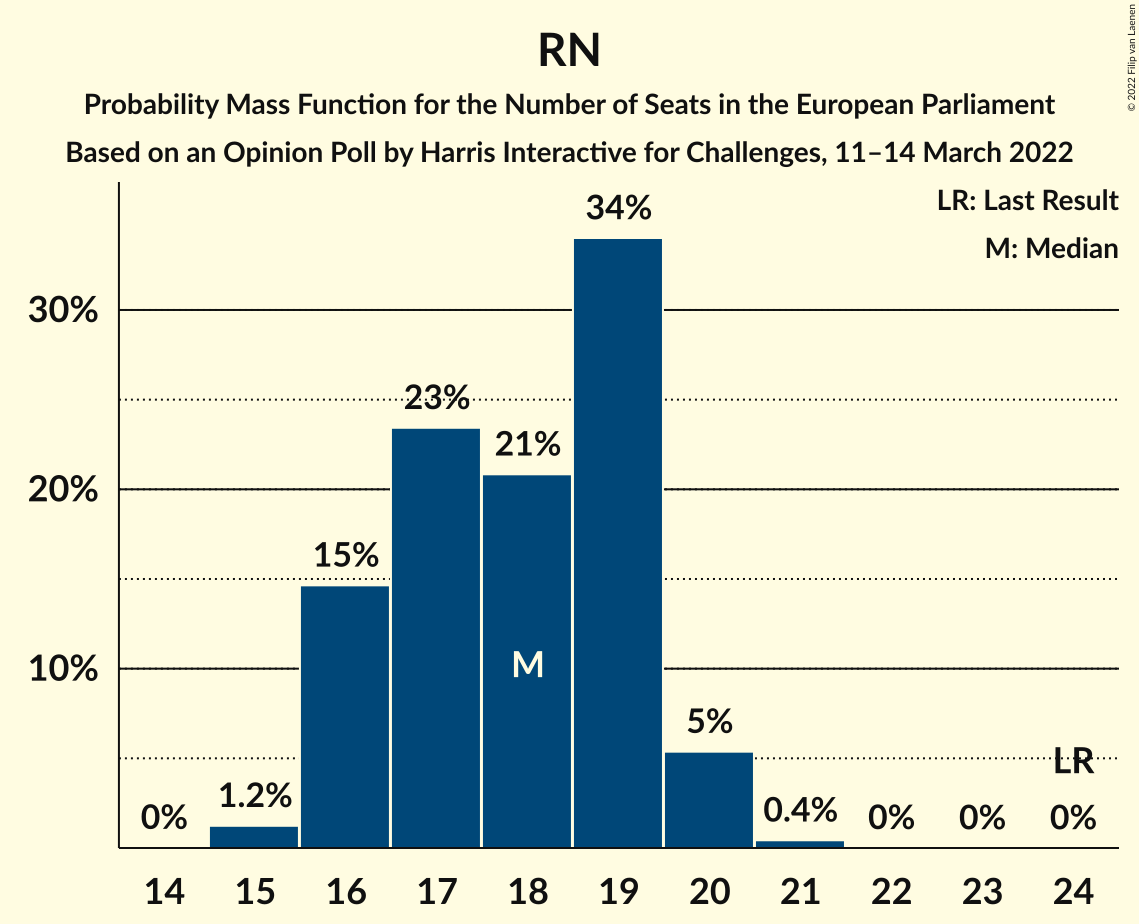 RN
Probability Mass Function for the Number of Seats in the European Parliament
Based on an Opinion Poll by Harris Interactive for Challenges, 11–14 March 2022
© 2022 Filip van Laenen
LR: Last Result
M: Median
34%
30%
23%
21%
20%
15%
M
10%
5%
LR
1.2%
0%
0.4%
0%
0%
0%
14 15 16 17 18 19 20 21 22 23 24